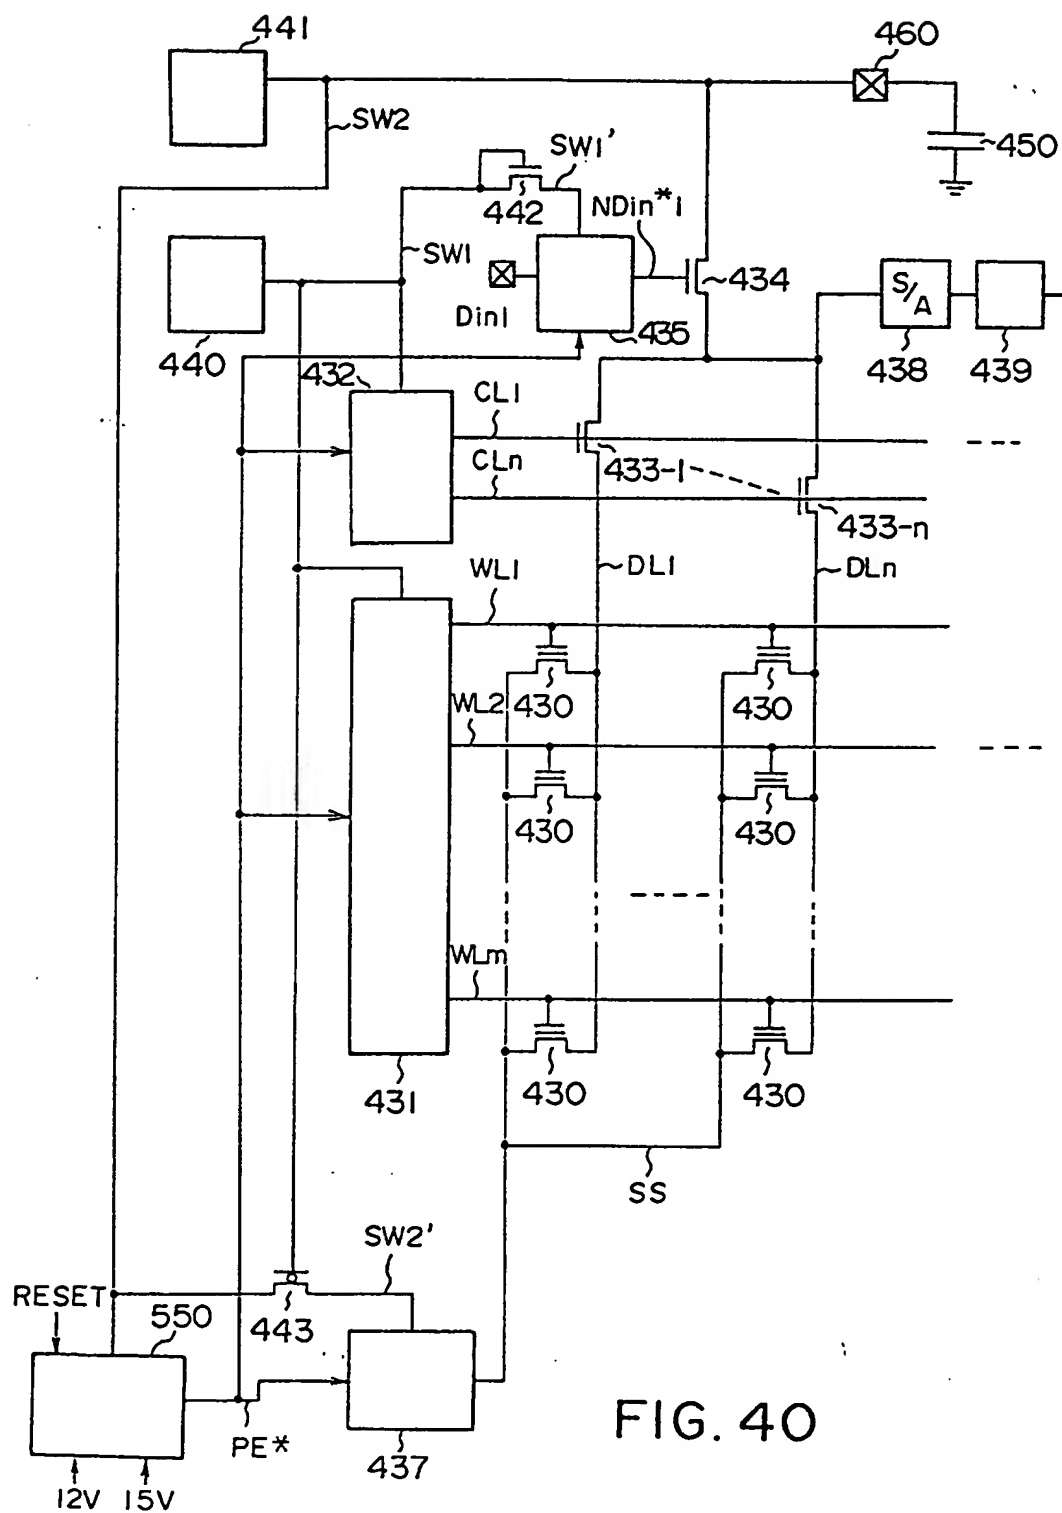 441
460
SW2
450
SW1'
442
NDin*1
SW1
434
Din1
435
S/A
440
432
438
439
CL1
433-1
CLn
433-n
WL1
DL1
DLn
430
430
WL2
430
430
WLm
430
430
431
SS
SW2'
RESET
550
443
PE*
437
12V
15V
FIG. 40